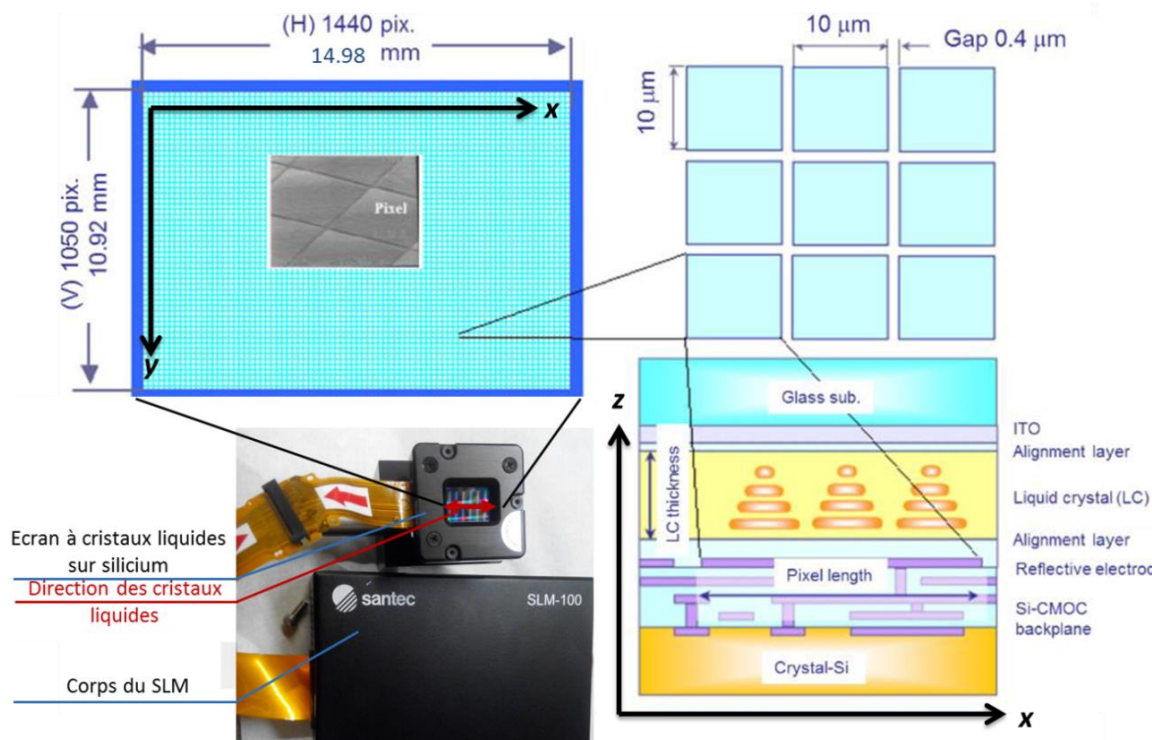 (H) 1440 pix.
14.98 mm
x
(V) 1050 pix.
10.92 mm
Pixel
y
10 μm
Gap 0.4 μm
10 μm
z
Glass sub.
ITO
Alignment layer
LC thickness
Liquid crystal (LC)
Alignment layer
Reflective electrod
Pixel length
Si-CMOC
backplane
Crystal-Si
x
Ecran à cristaux liquides
sur silicium
Direction des cristaux
liquides
santec
SLM-100
Corps du SLM